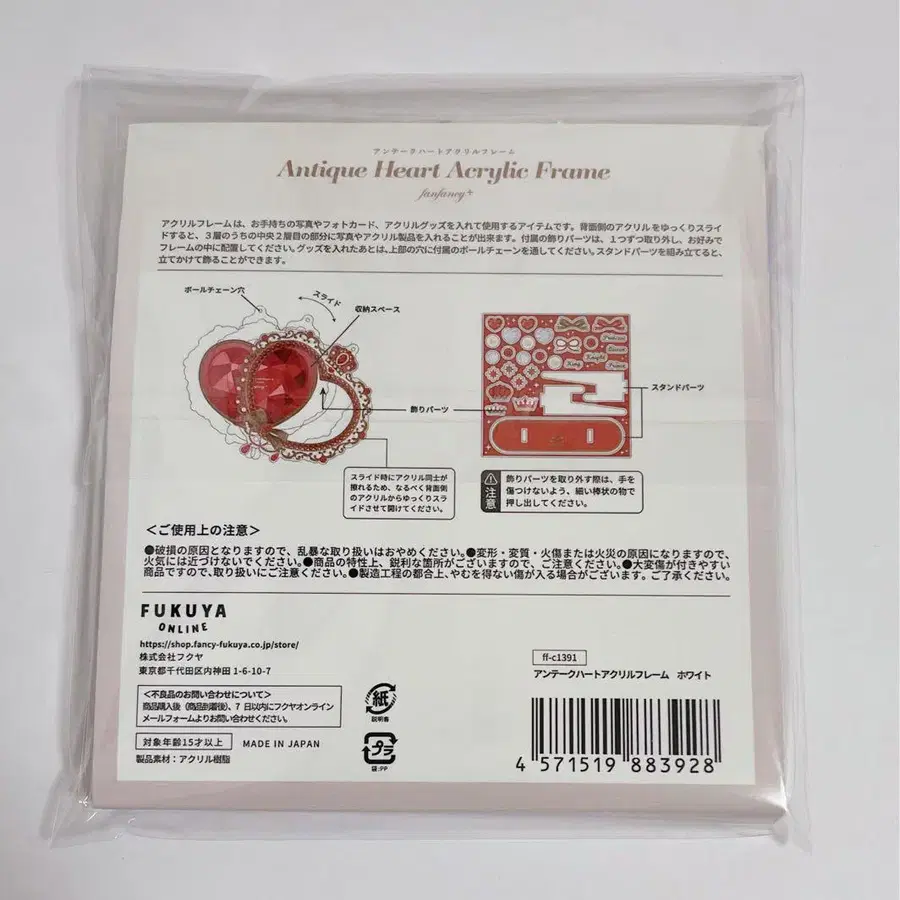 アンテークハートアクリルフレーム
Antique Heart Acrylic Frame
fanfancy+
アクリルフレームは、お手持ちの写真やフォトカード、アクリルグッズを入れて使用するアイテムです。背面側のアクリルをゆっくりスライ
ドすると、3層のうちの中央2層目の部分に写真やアクリル製品を入れることが出来ます。付属の飾りパーツは、1つずつ取り外し、お好みで
フレームの中に配置してください。グッズを入れたあとは、上部の穴に付属のボールチェーンを通してください。スタンドパーツを組み立てると、
立てかけて飾ることができます。
ボールチェーン穴
スライド
収納スペース
飾りパーツ
スタンドパーツ
King
Knight
Prince
スライド時にアクリル同士が
擦れるため、なるべく背面側
のアクリルからゆっくりスラ
イドさせて開けてください。
注意
飾りパーツを取り外す際は、手を
傷つけないよう、細い棒状の物で
押し出してください。
＜ご使用上の注意＞
●破損の原因となりますので、乱暴な取り扱いはおやめください。●変形・変質・火傷または火災の原因になりますので、
火気には近づけないでください。●商品の特性上、鋭利な箇所がございますので、ご注意ください。●大変傷が付きやすい
商品ですので、取り扱いにご注意ください。●製造工程の都合上、やむを得ない傷が入る場合がございます。ご了承ください。
FUKUYA
ONLINE
https://shop.fancy-fukuya.co.jp/store/
株式会社フクヤ
東京都千代田区内神田 1-6-10-7
＜不良品のお問い合わせについて＞
商品購入後（商品到着後）、7日以内にフクヤオンライン
メールフォームよりお問い合わせください。
対象年齢15才以上
MADE IN JAPAN
製品素材：アクリル樹脂
紙
説明書
プラ
袋:PP
ff-c1391
アンテークハートアクリルフレーム ホワイト
4 571519 883928